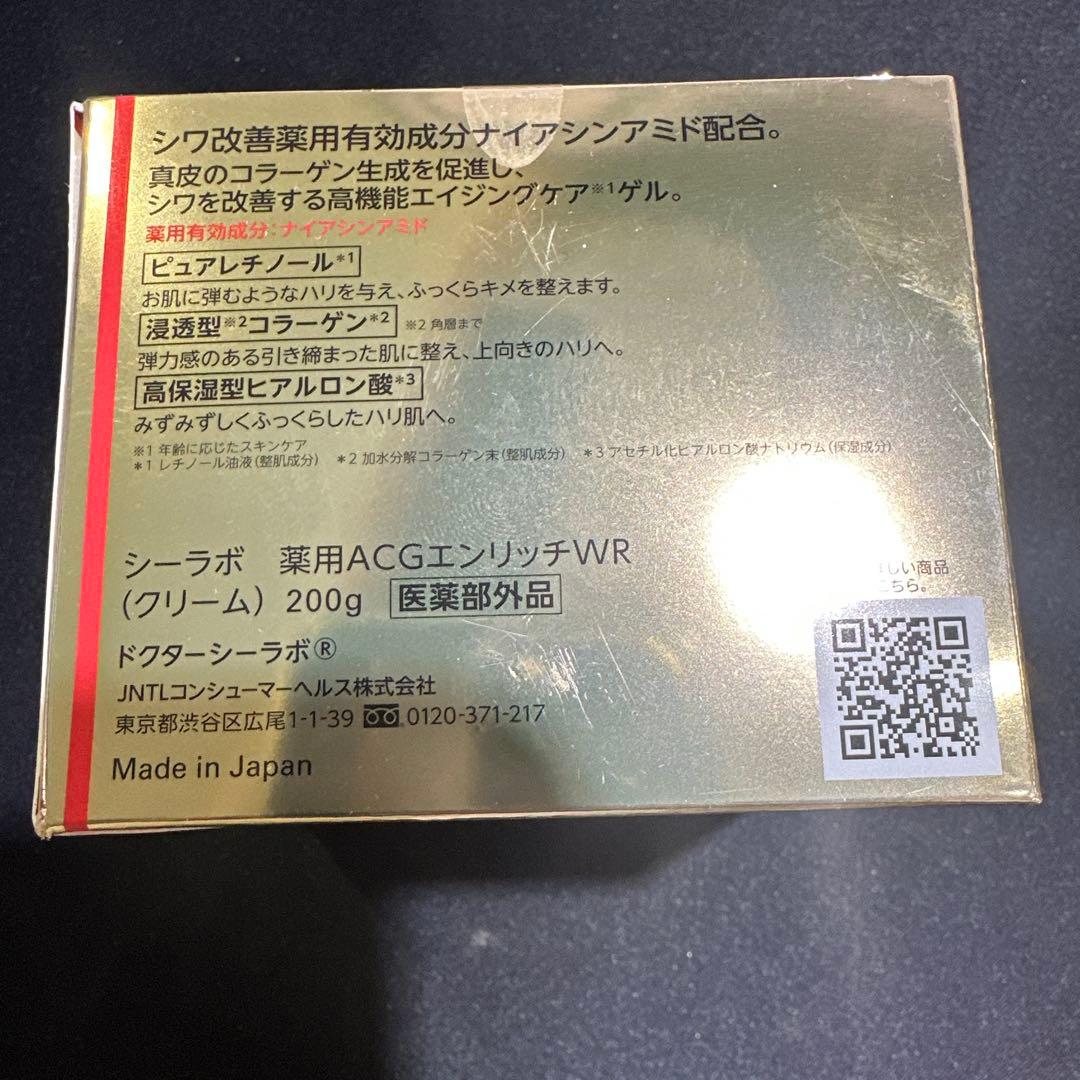 シワ改善薬用有効成分ナイアシンアミド配合。
真皮のコラーゲン生成を促進し、
シワを改善する高機能エイジングケア※1ゲル。
薬用有効成分：ナイアシンアミド
ピュアレチノール*1
お肌に弾むようなハリを与え、ふっくらキメを整えます。
浸透型※2コラーゲン*2 ※2 角層まで
弾力感のある引き締まった肌に整え、上向きのハリへ。
高保湿型ヒアルロン酸*3
みずみずしくふっくらしたハリ肌へ。
※1 年齢に応じたスキンケア
*1 レチノール油液（整肌成分） *2 加水分解コラーゲン末（整肌成分） *3 アセチル化ヒアルロン酸ナトリウム（保湿成分）
シーラボ 薬用ACGエンリッチWR
（クリーム） 200g 医薬部外品
しい商品
こちら。
ドクターシーラボ®
JNTLコンシューマーヘルス株式会社
東京都渋谷区広尾1-1-39 0120-371-217
Made in Japan